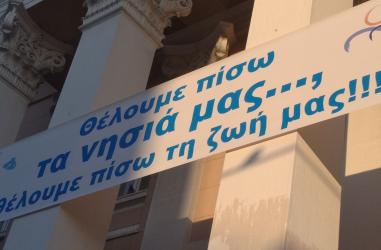 Θέλουμε πίσω
τα νησιά μας...,
θέλουμε πίσω τη ζωή μας!!!